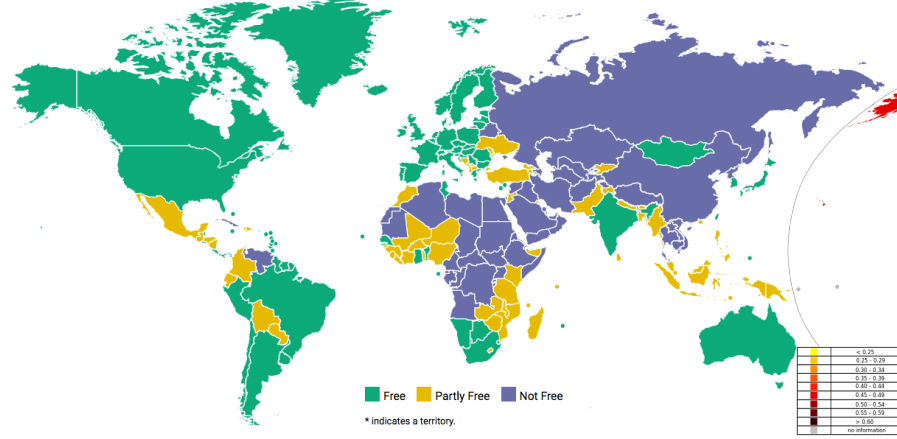 Free Partly Free Not Free
* indicates a territory.
< 0.25
0.25 - 0.29
0.30 - 0.34
0.35 - 0.39
0.40 - 0.44
0.45 - 0.49
0.50 - 0.54
0.55 - 0.59
> 0.60
no information